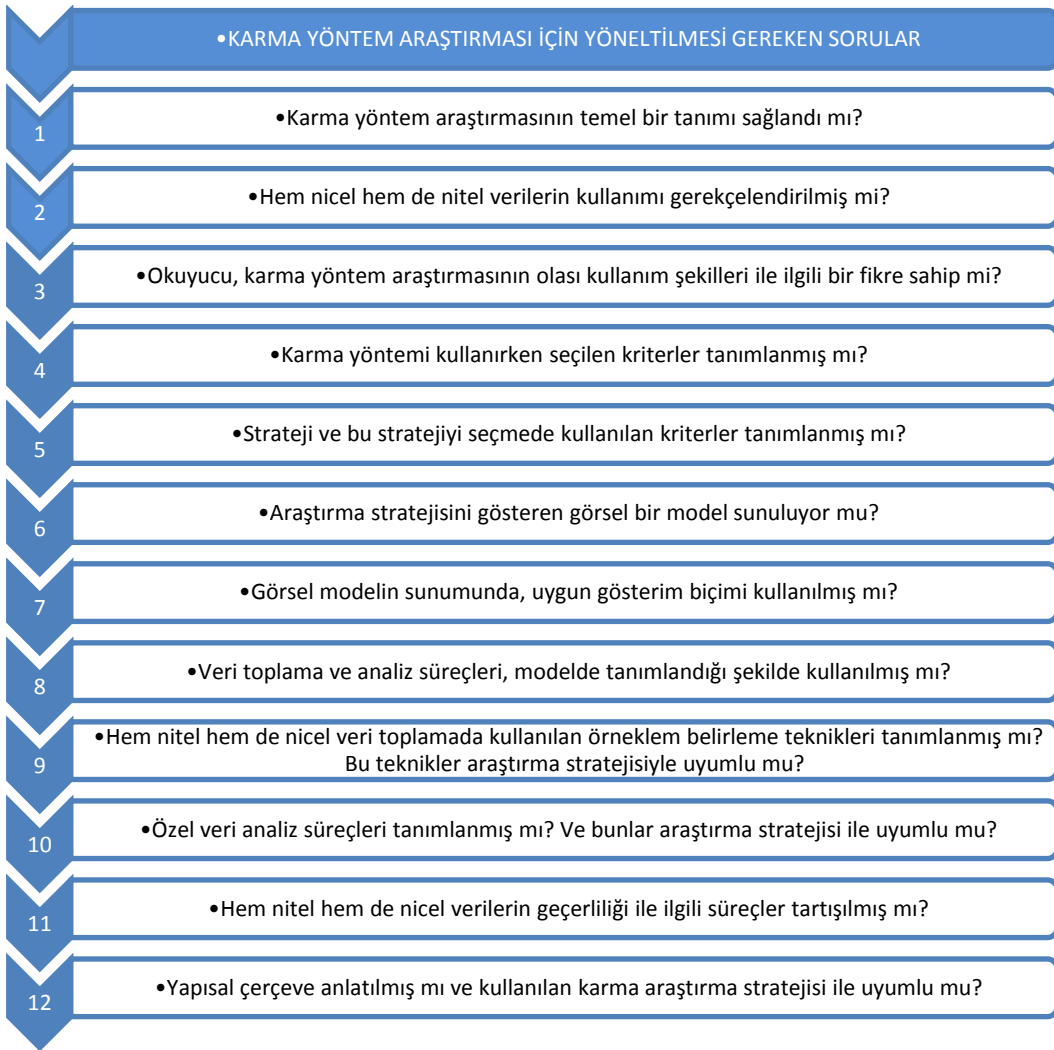 •KARMA YÖNTEM ARAŞTIRMASI İÇİN YÖNELTİLMESİ GEREKEN SORULAR
1
•Karma yöntem araştırmasının temel bir tanımı sağlandı mı?
2
•Hem nicel hem de nitel verilerin kullanımı gerekçelendirilmiş mi?
3
•Okuyucu, karma yöntem araştırmasının olası kullanım şekilleri ile ilgili bir fikre sahip mi?
4
•Karma yöntemi kullanırken seçilen kriterler tanımlanmış mı?
5
•Strateji ve bu stratejiyi seçmede kullanılan kriterler tanımlanmış mı?
6
•Araştırma stratejisini gösteren görsel bir model sunuluyor mu?
7
•Görsel modelin sunumunda, uygun gösterim biçimi kullanılmış mı?
8
•Veri toplama ve analiz süreçleri, modelde tanımlandığı şekilde kullanılmış mı?
9
•Hem nitel hem de nicel veri toplamada kullanılan örneklem belirleme teknikleri tanımlanmış mı?
Bu teknikler araştırma stratejisiyle uyumlu mu?
10
•Özel veri analiz süreçleri tanımlanmış mı? Ve bunlar araştırma stratejisi ile uyumlu mu?
11
•Hem nitel hem de nicel verilerin geçerliliği ile ilgili süreçler tartışılmış mı?
12
•Yapısal çerçeve anlatılmış mı ve kullanılan karma araştırma stratejisi ile uyumlu mu?